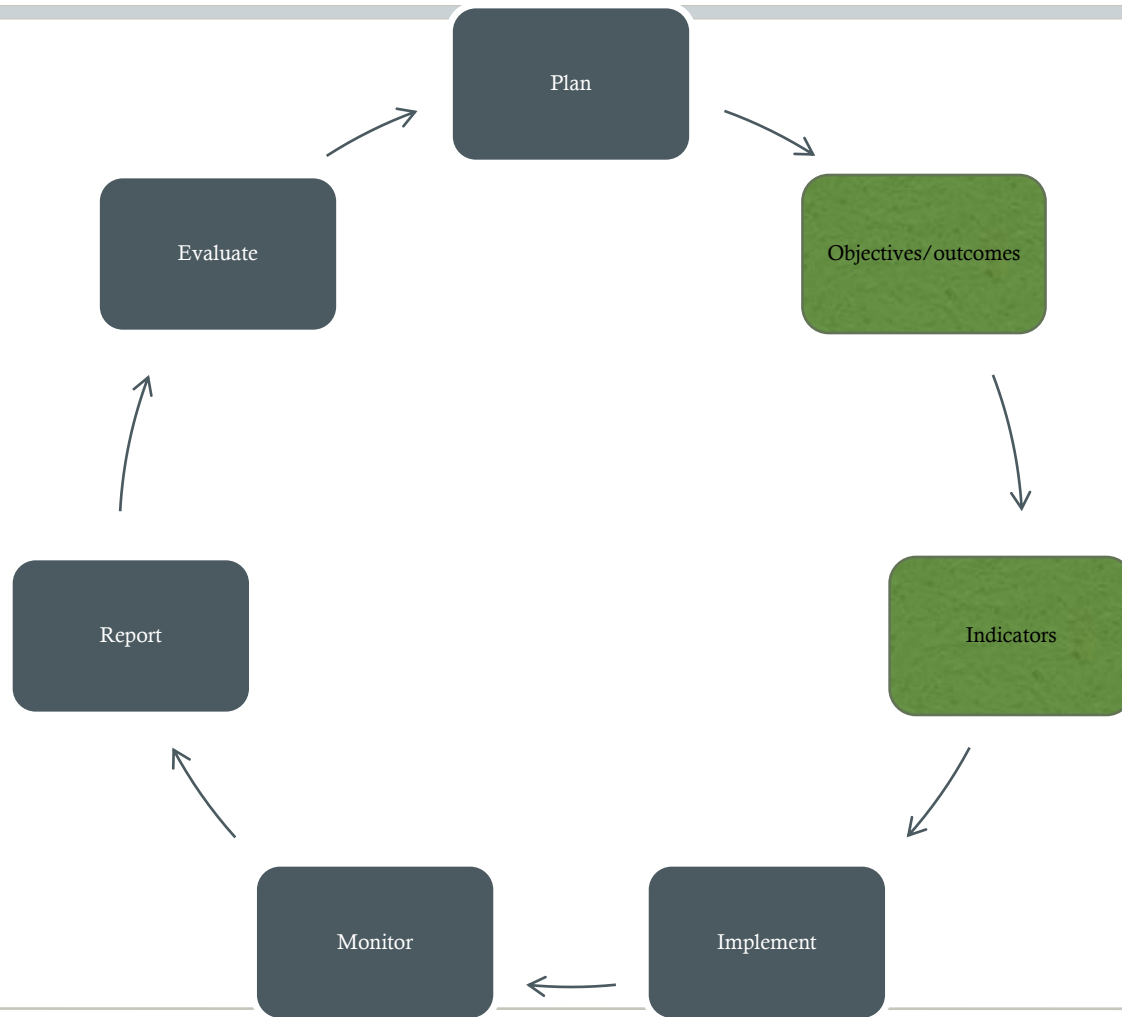 Plan
Objectives/outcomes
Indicators
Implement
Monitor
Report
Evaluate